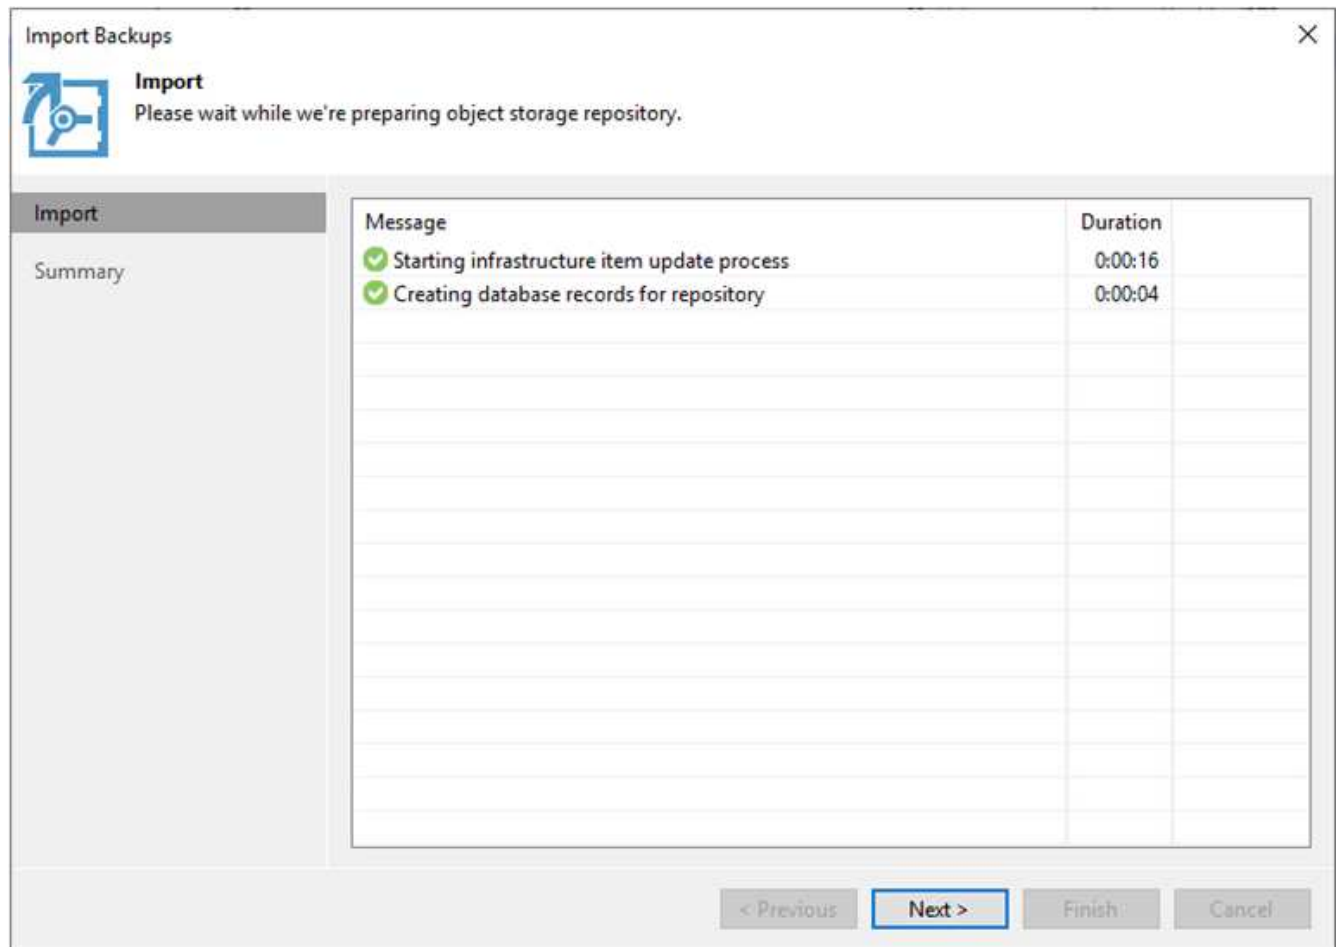 Import Backups
Import
Please wait while we're preparing object storage repository.
Import
Summary
Message Duration
Starting infrastructure item update process 0:00:16
Creating database records for repository 0:00:04
< Previous Next > Finish Cancel